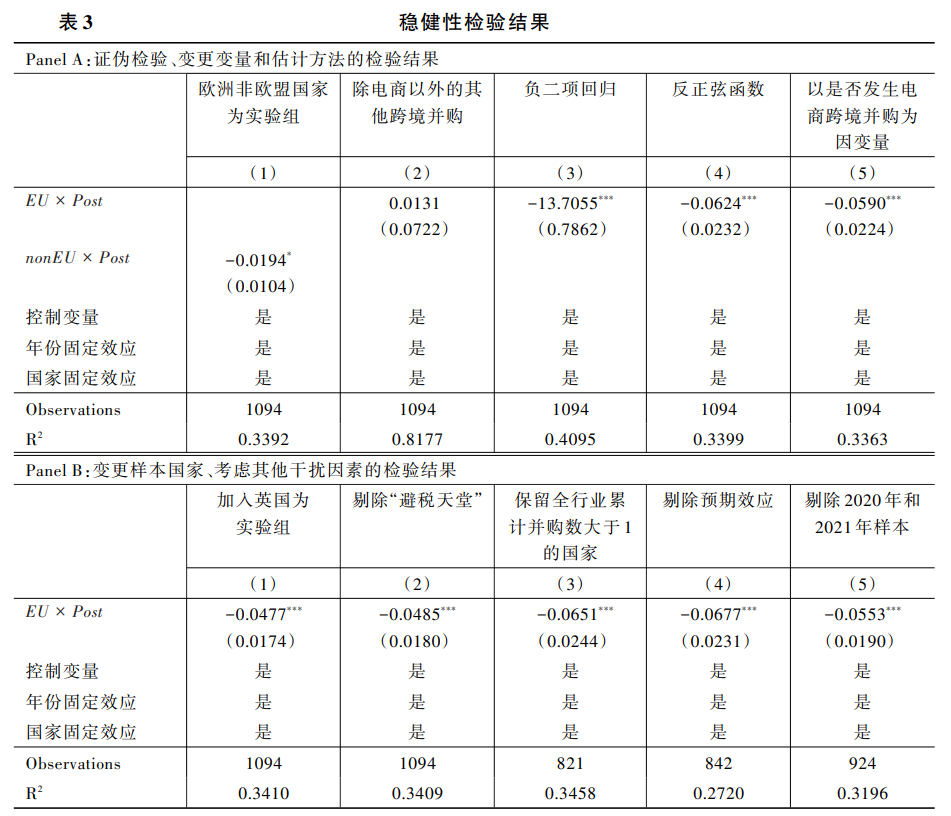 表3 稳健性检验结果
Panel A:证伪检验、变更变量和估计方法的检验结果
欧洲非欧盟国家为实验组 除电商以外的其他跨境并购 负二项回归 反正弦函数 以是否发生电商跨境并购为因变量
(1) (2) (3) (4) (5)
EU × Post 0.0131 -13.7055*** -0.0624*** -0.0590***
(0.0722) (0.7862) (0.0232) (0.0224)
nonEU × Post -0.0194*
(0.0104)
控制变量 是 是 是 是 是
年份固定效应 是 是 是 是 是
国家固定效应 是 是 是 是 是
Observations 1094 1094 1094 1094 1094
R² 0.3392 0.8177 0.4095 0.3399 0.3363
Panel B:变更样本国家、考虑其他干扰因素的检验结果
加入英国为实验组 剔除“避税天堂” 保留全行业累计并购数大于1的国家 剔除预期效应 剔除2020年和2021年样本
(1) (2) (3) (4) (5)
EU × Post -0.0477*** -0.0485*** -0.0651*** -0.0677*** -0.0553***
(0.0174) (0.0180) (0.0244) (0.0231) (0.0190)
控制变量 是 是 是 是 是
年份固定效应 是 是 是 是 是
国家固定效应 是 是 是 是 是
Observations 1094 1094 821 842 924
R² 0.3410 0.3409 0.3458 0.2720 0.3196